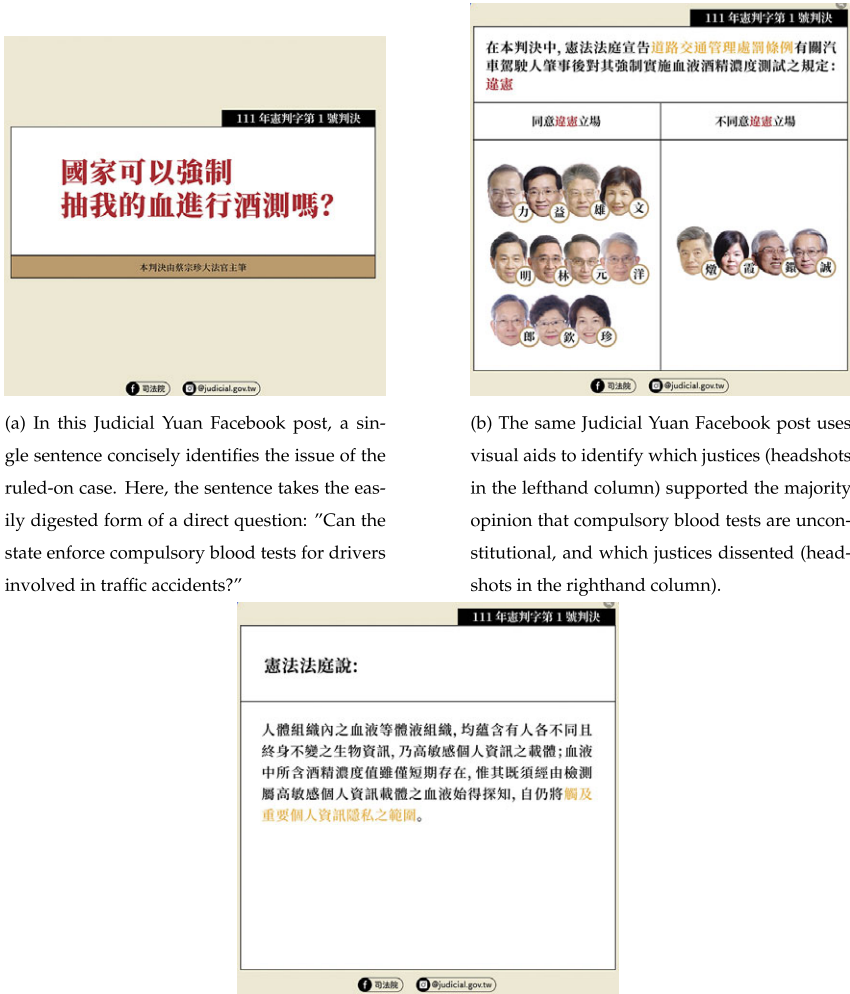 111 年憲判字第 1 號判決
國家可以強制
抽我的血進行酒測嗎?
本判決由蔡宗珍大法官主筆
司法院 @judicial.gov.tw
(a) In this Judicial Yuan Facebook post, a sin-
gle sentence concisely identifies the issue of the
ruled-on case. Here, the sentence takes the eas-
ily digested form of a direct question: ”Can the
state enforce compulsory blood tests for drivers
involved in traffic accidents?”
111 年憲判字第 1 號判決
在本判決中, 憲法法庭宣告道路交通管理處罰條例有關汽
車駕駛人肇事後對其強制實施血液酒精濃度測試之規定:
違憲
同意違憲立場 不同意違憲立場
力 益 雄 文
明 林 元 洋
郎 欽 珍
燉 霞 鐶 誠
司法院 @judicial.gov.tw
(b) The same Judicial Yuan Facebook post uses
visual aids to identify which justices (headshots
in the lefthand column) supported the majority
opinion that compulsory blood tests are uncon-
stitutional, and which justices dissented (head-
shots in the righthand column).
111 年憲判字第 1 號判決
憲法法庭說:
人體組織內之血液等體液組織, 均蘊含有人各不同且
終身不變之生物資訊, 乃高敏感個人資訊之載體; 血液
中所含酒精濃度值雖僅短期存在, 惟其既須經由檢測
屬高敏感個人資訊載體之血液始得探知, 自仍將觸及
重要個人資訊隱私之範圍。
司法院 @judicial.gov.tw